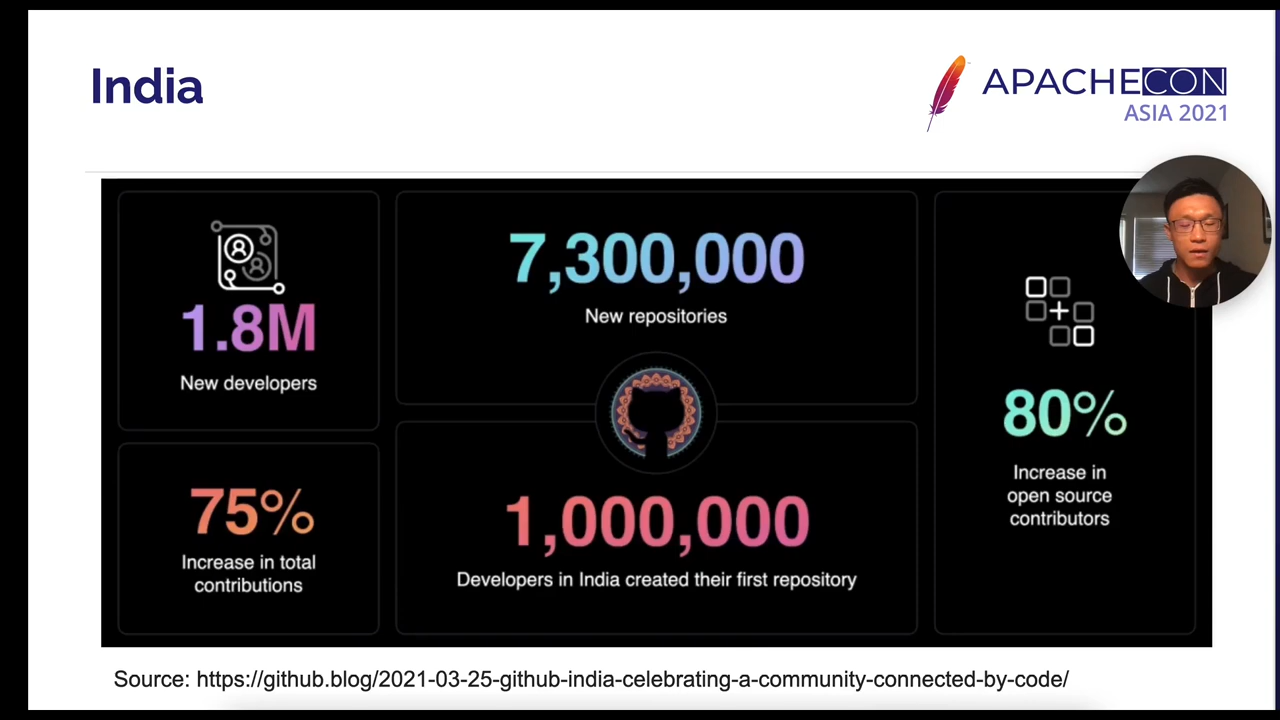 India
APACHECON
ASIA 2021
1.8M
New developers
7,300,000
New repositories
80%
Increase in
open source
contributors
75%
Increase in total
contributions
1,000,000
Developers in India created their first repository
Source: https://github.blog/2021-03-25-github-india-celebrating-a-community-connected-by-code/